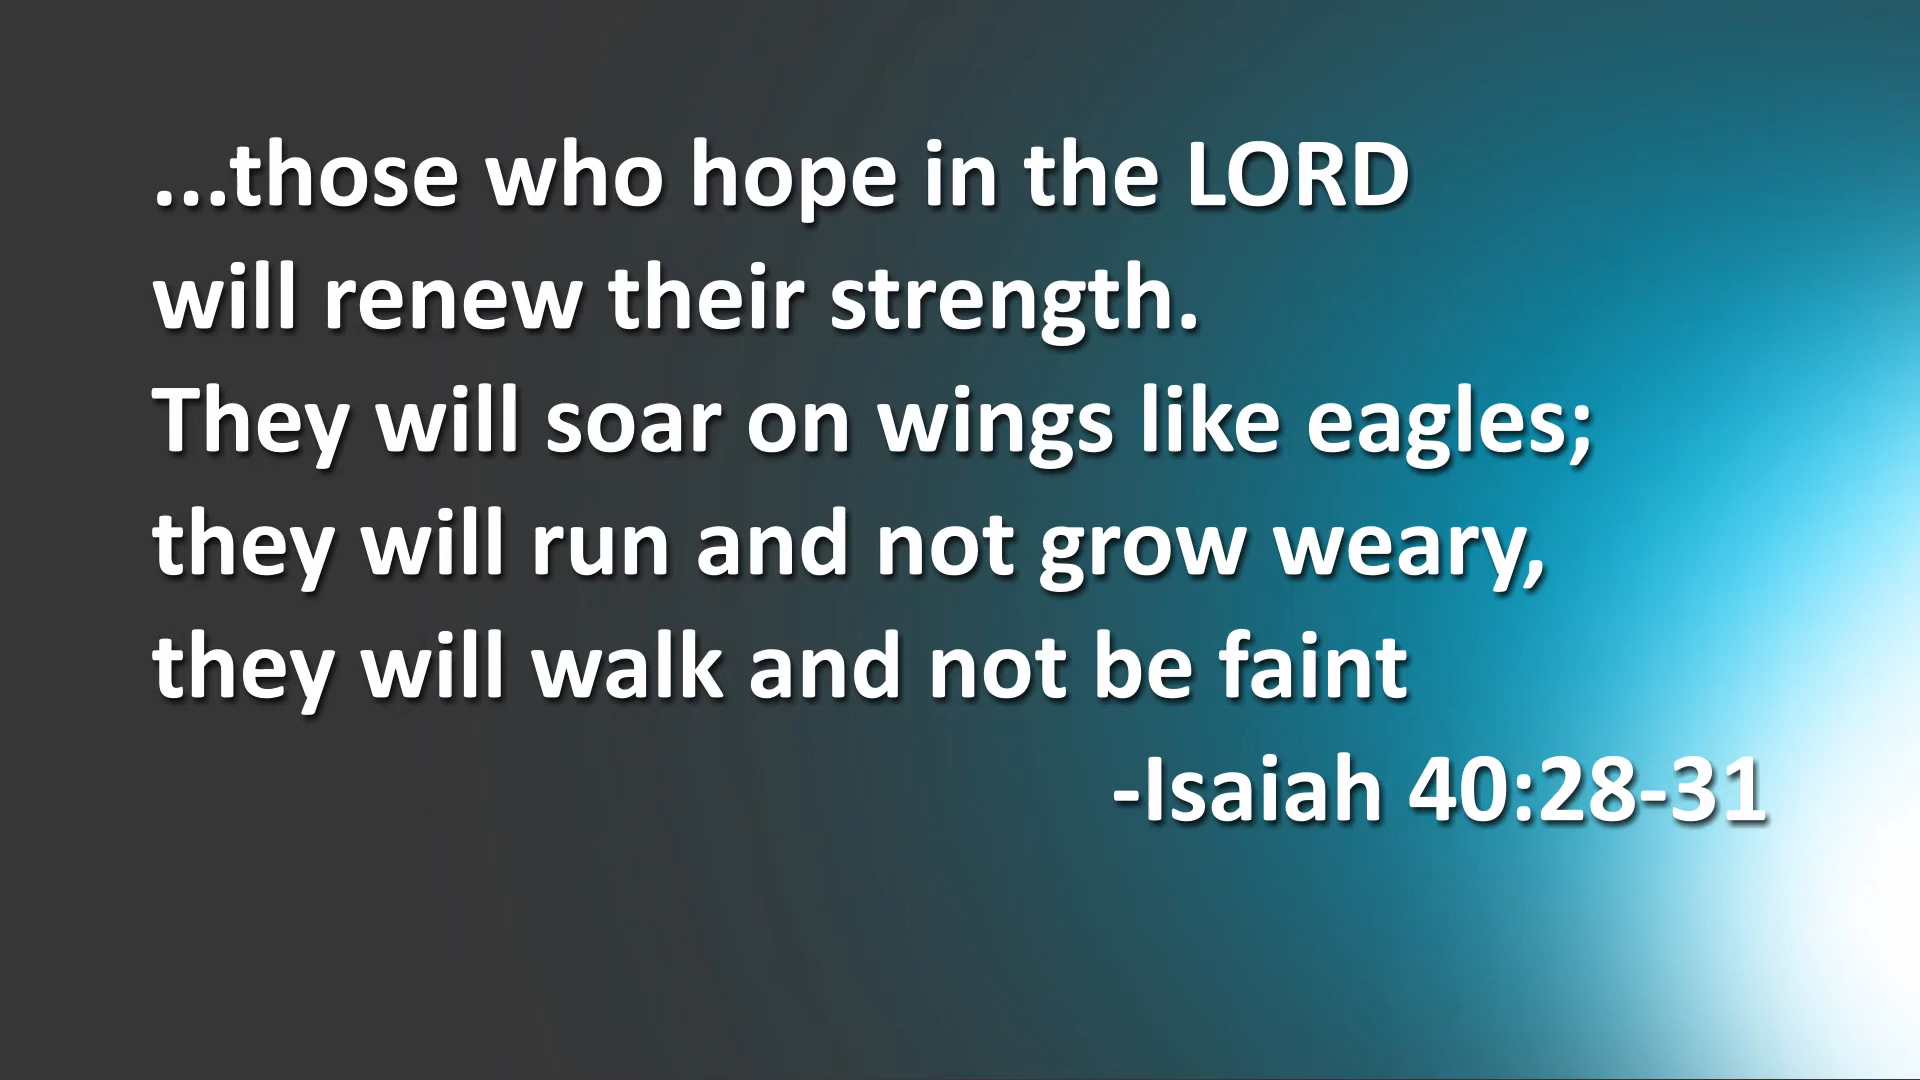 ...those who hope in the LORD
will renew their strength.
They will soar on wings like eagles;
they will run and not grow weary,
they will walk and not be faint
-Isaiah 40:28-31